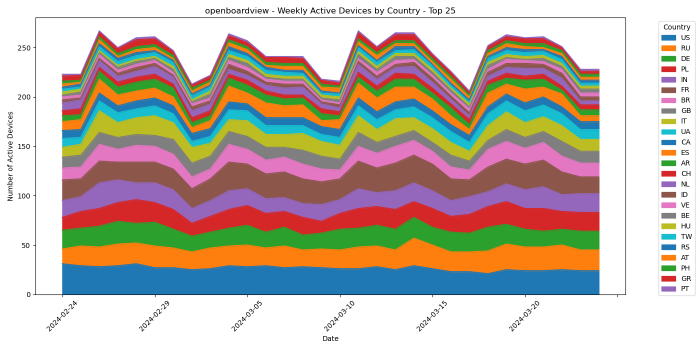 openboardview - Weekly Active Devices by Country - Top 25
Number of Active Devices
250
200
150
100
50
0
2024-02-24
2024-02-29
2024-03-05
2024-03-10
2024-03-15
2024-03-20
Date
Country
US
RU
DE
PL
IN
FR
BR
GB
IT
UA
CA
ES
AR
CH
NL
ID
VE
BE
HU
TW
RS
AT
PH
GR
PT